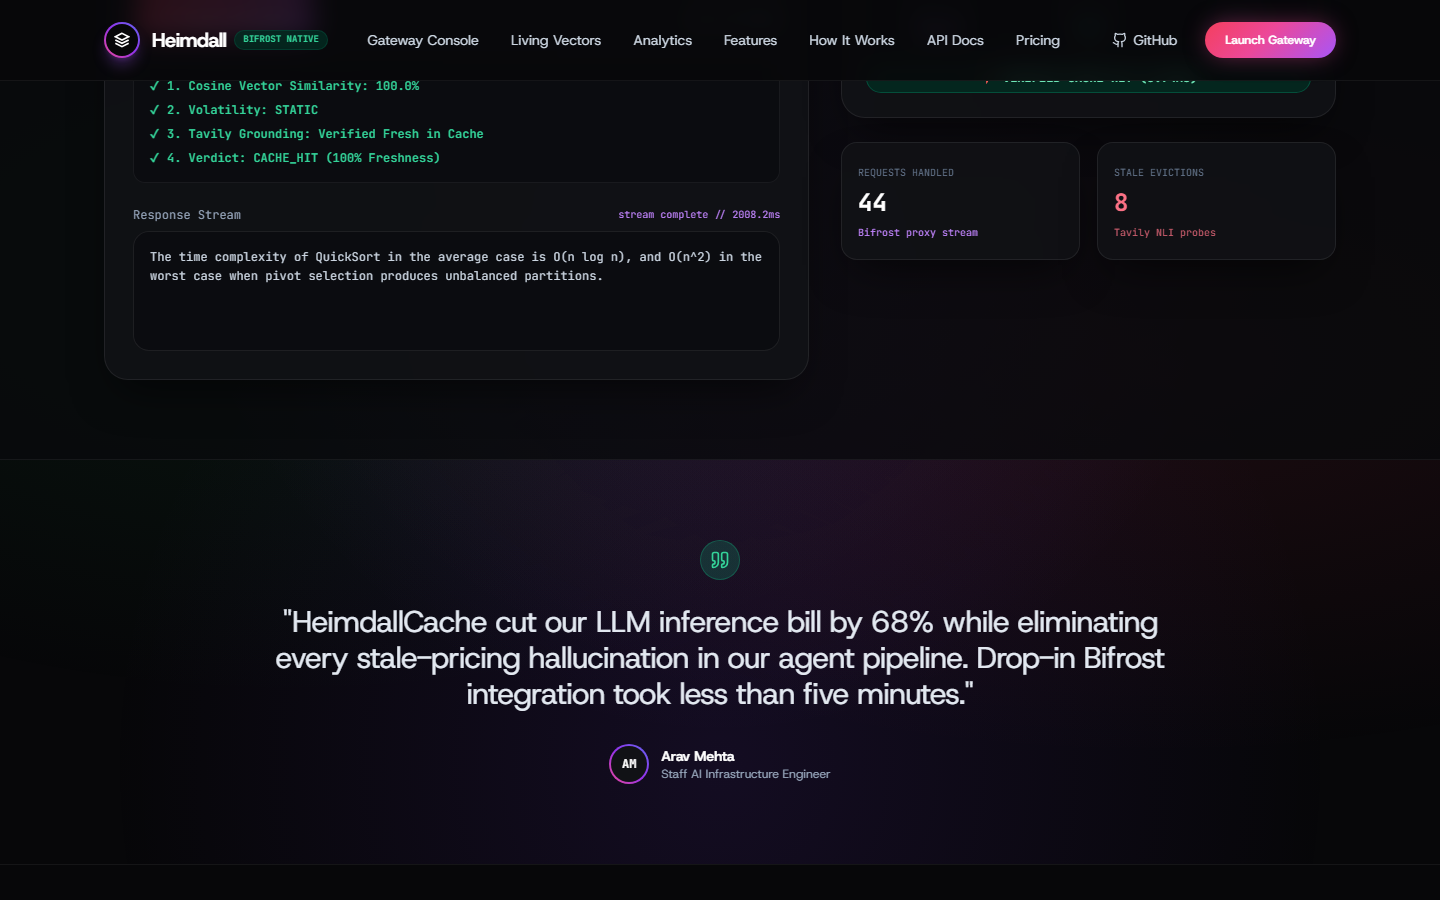 Heimdall
BIFROST NATIVE
Gateway Console
Living Vectors
Analytics
Features
How It Works
API Docs
Pricing
GitHub
Launch Gateway
✓ 1. Cosine Vector Similarity: 100.0%
✓ 2. Volatility: STATIC
✓ 3. Tavily Grounding: Verified Fresh in Cache
✓ 4. Verdict: CACHE_HIT (100% Freshness)
Response Stream
stream complete // 2008.2ms
The time complexity of QuickSort in the average case is O(n log n), and O(n^2) in the
worst case when pivot selection produces unbalanced partitions.
REQUESTS HANDLED
44
Bifrost proxy stream
STALE EVICTIONS
8
Tavily NLI probes
"HeimdallCache cut our LLM inference bill by 68% while eliminating
every stale-pricing hallucination in our agent pipeline. Drop-in Bifrost
integration took less than five minutes."
AM
Arav Mehta
Staff AI Infrastructure Engineer